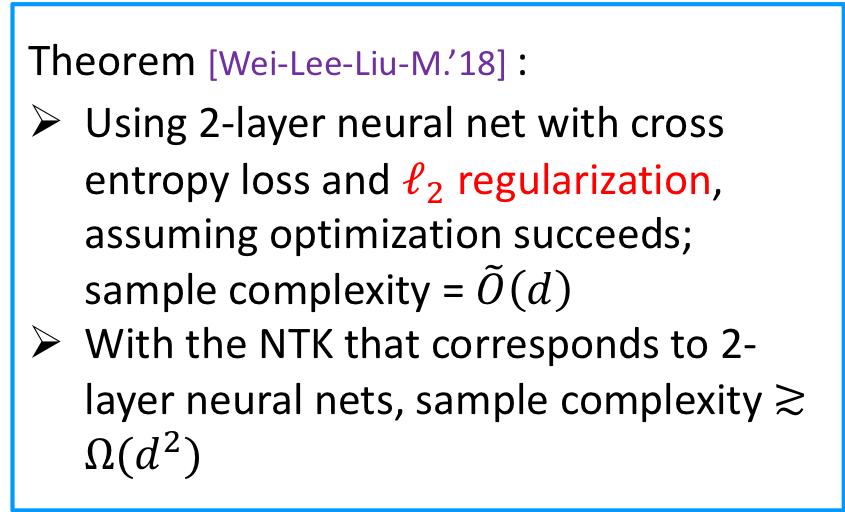 Theorem [Wei-Lee-Liu-M.’18] :
➢ Using 2-layer neural net with cross
entropy loss and ℓ₂ regularization,
assuming optimization succeeds;
sample complexity = Õ(d)
➢ With the NTK that corresponds to 2-
layer neural nets, sample complexity ≳
Ω(d²)